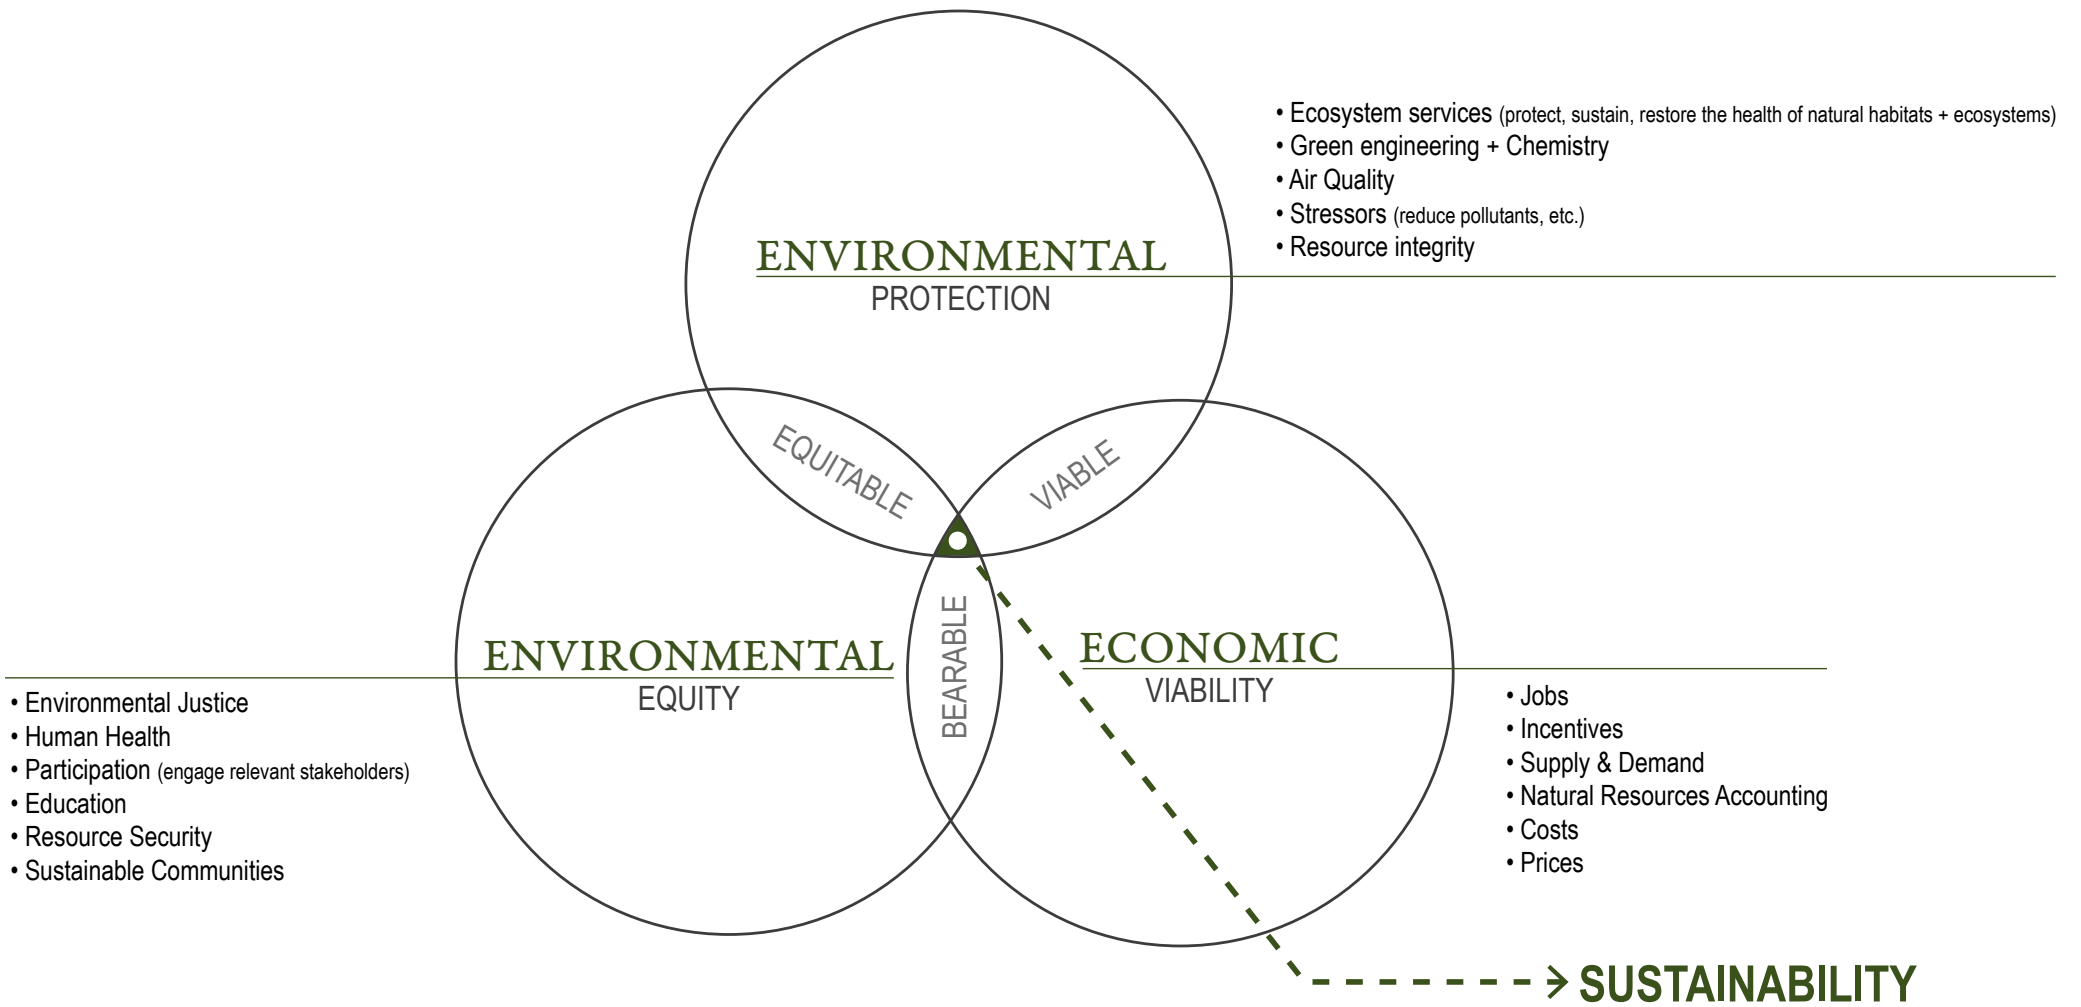 • Ecosystem services (protect, sustain, restore the health of natural habitats + ecosystems)
• Green engineering + Chemistry
• Air Quality
• Stressors (reduce pollutants, etc.)
• Resource integrity
ENVIRONMENTAL
PROTECTION
EQUITABLE
VIABLE
BEARABLE
ENVIRONMENTAL
EQUITY
• Environmental Justice
• Human Health
• Participation (engage relevant stakeholders)
• Education
• Resource Security
• Sustainable Communities
ECONOMIC
VIABILITY
• Jobs
• Incentives
• Supply & Demand
• Natural Resources Accounting
• Costs
• Prices
SUSTAINABILITY